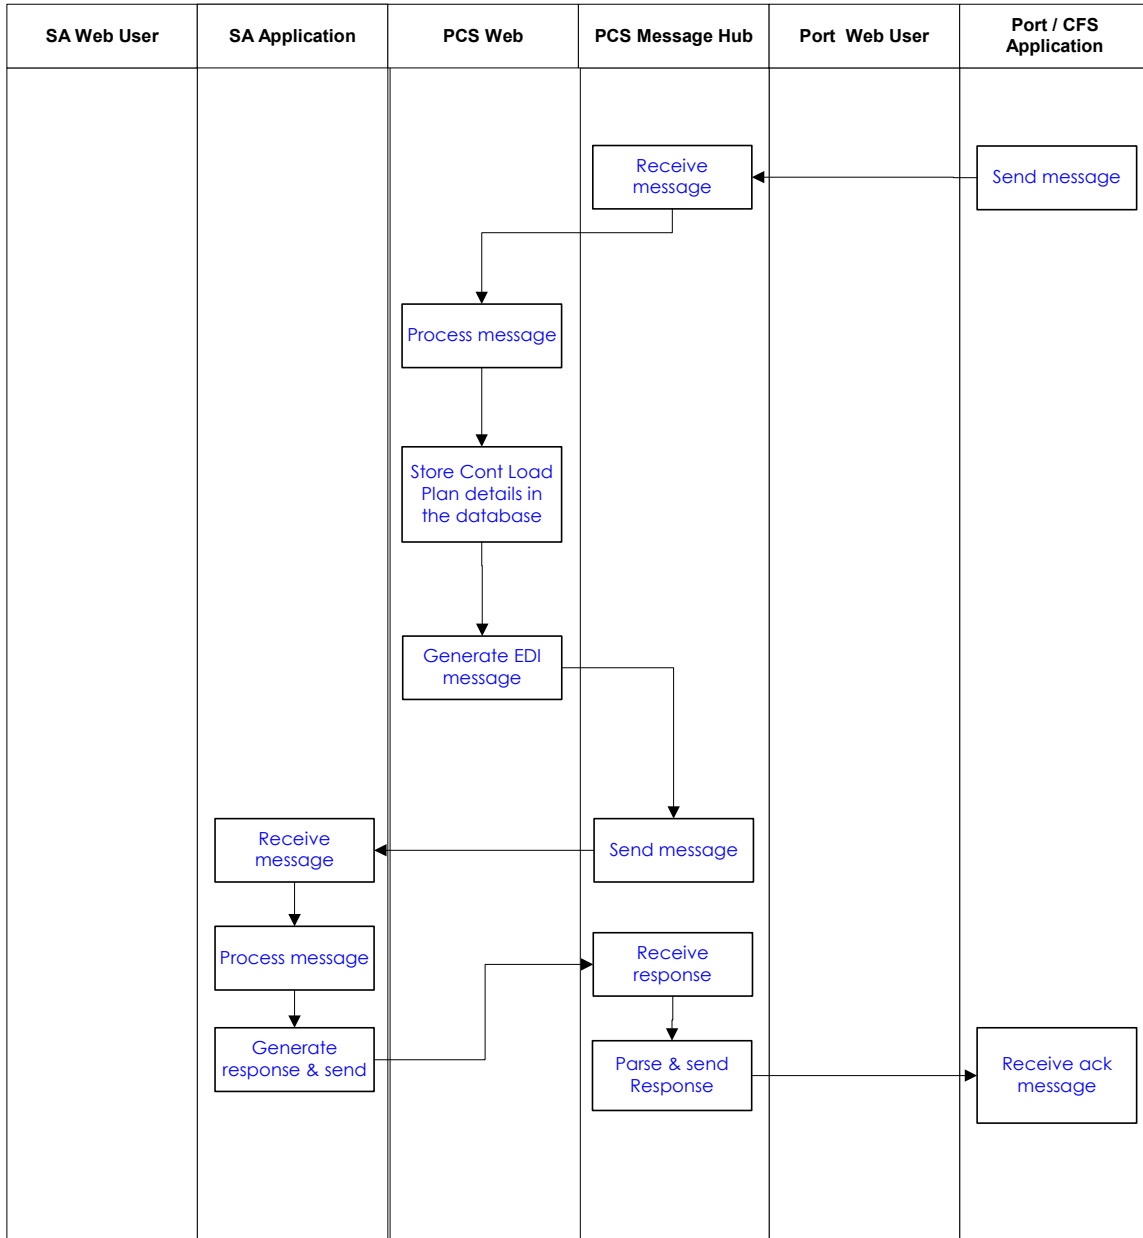 SA Web User
SA Application
PCS Web
PCS Message Hub
Port Web User
Port / CFS
Application
Receive
message
Send message
Process message
Store Cont Load
Plan details in
the database
Generate EDI
message
Receive
message
Send message
Process message
Receive
response
Generate
response & send
Parse & send
Response
Receive ack
message